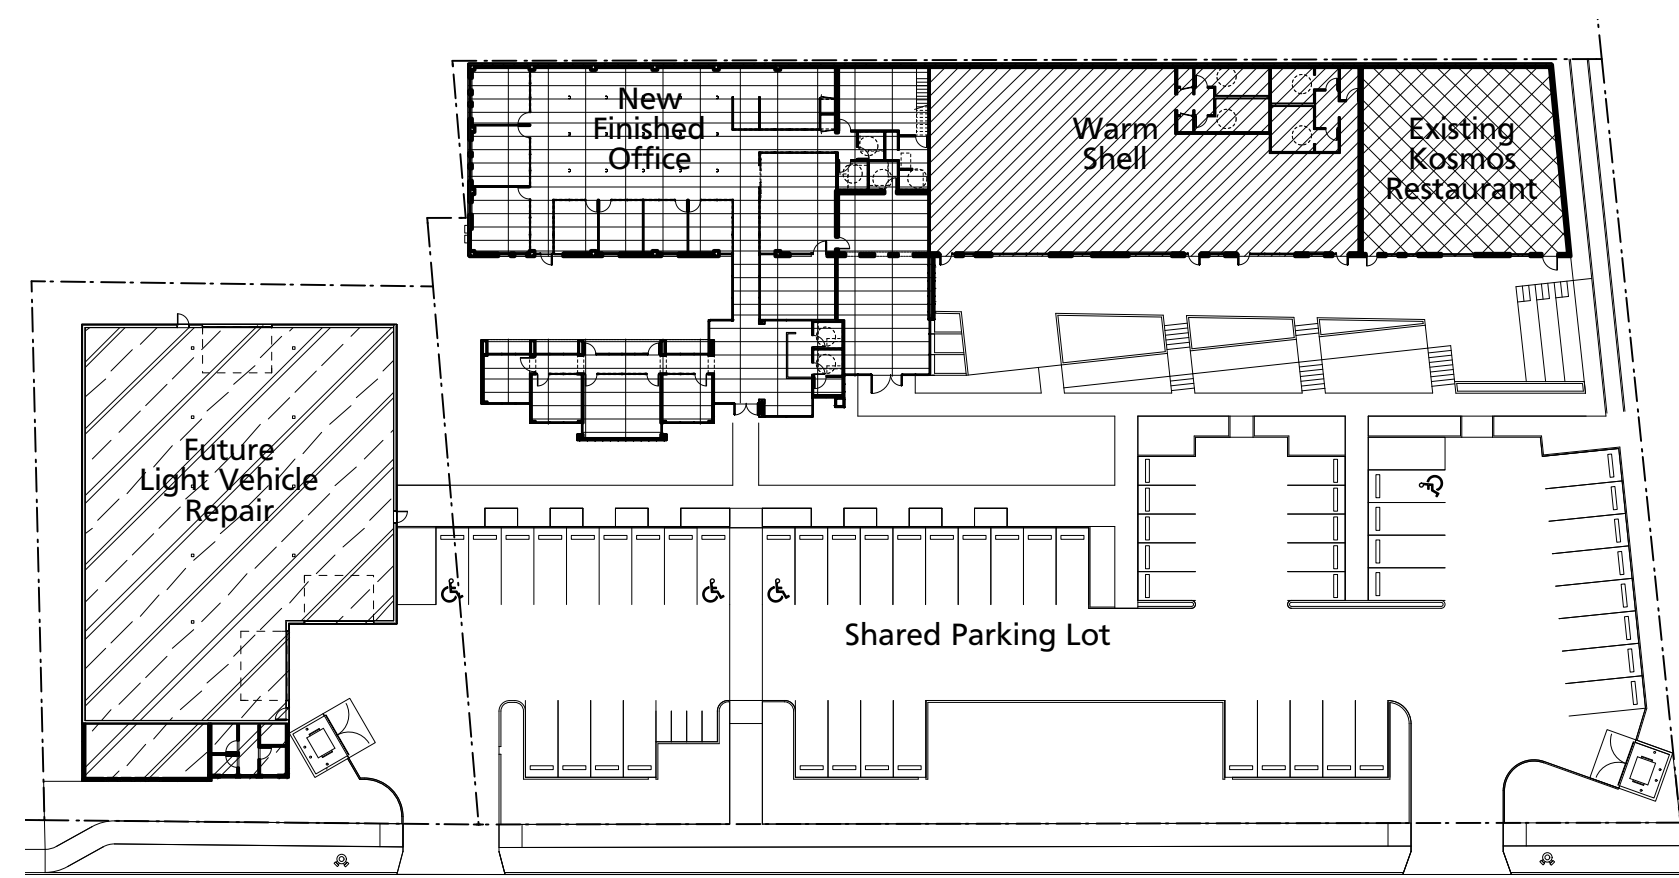 New
Finished
Office
Warm
Shell
Existing
Kosmos
Restaurant
Future
Light Vehicle
Repair
Shared Parking Lot